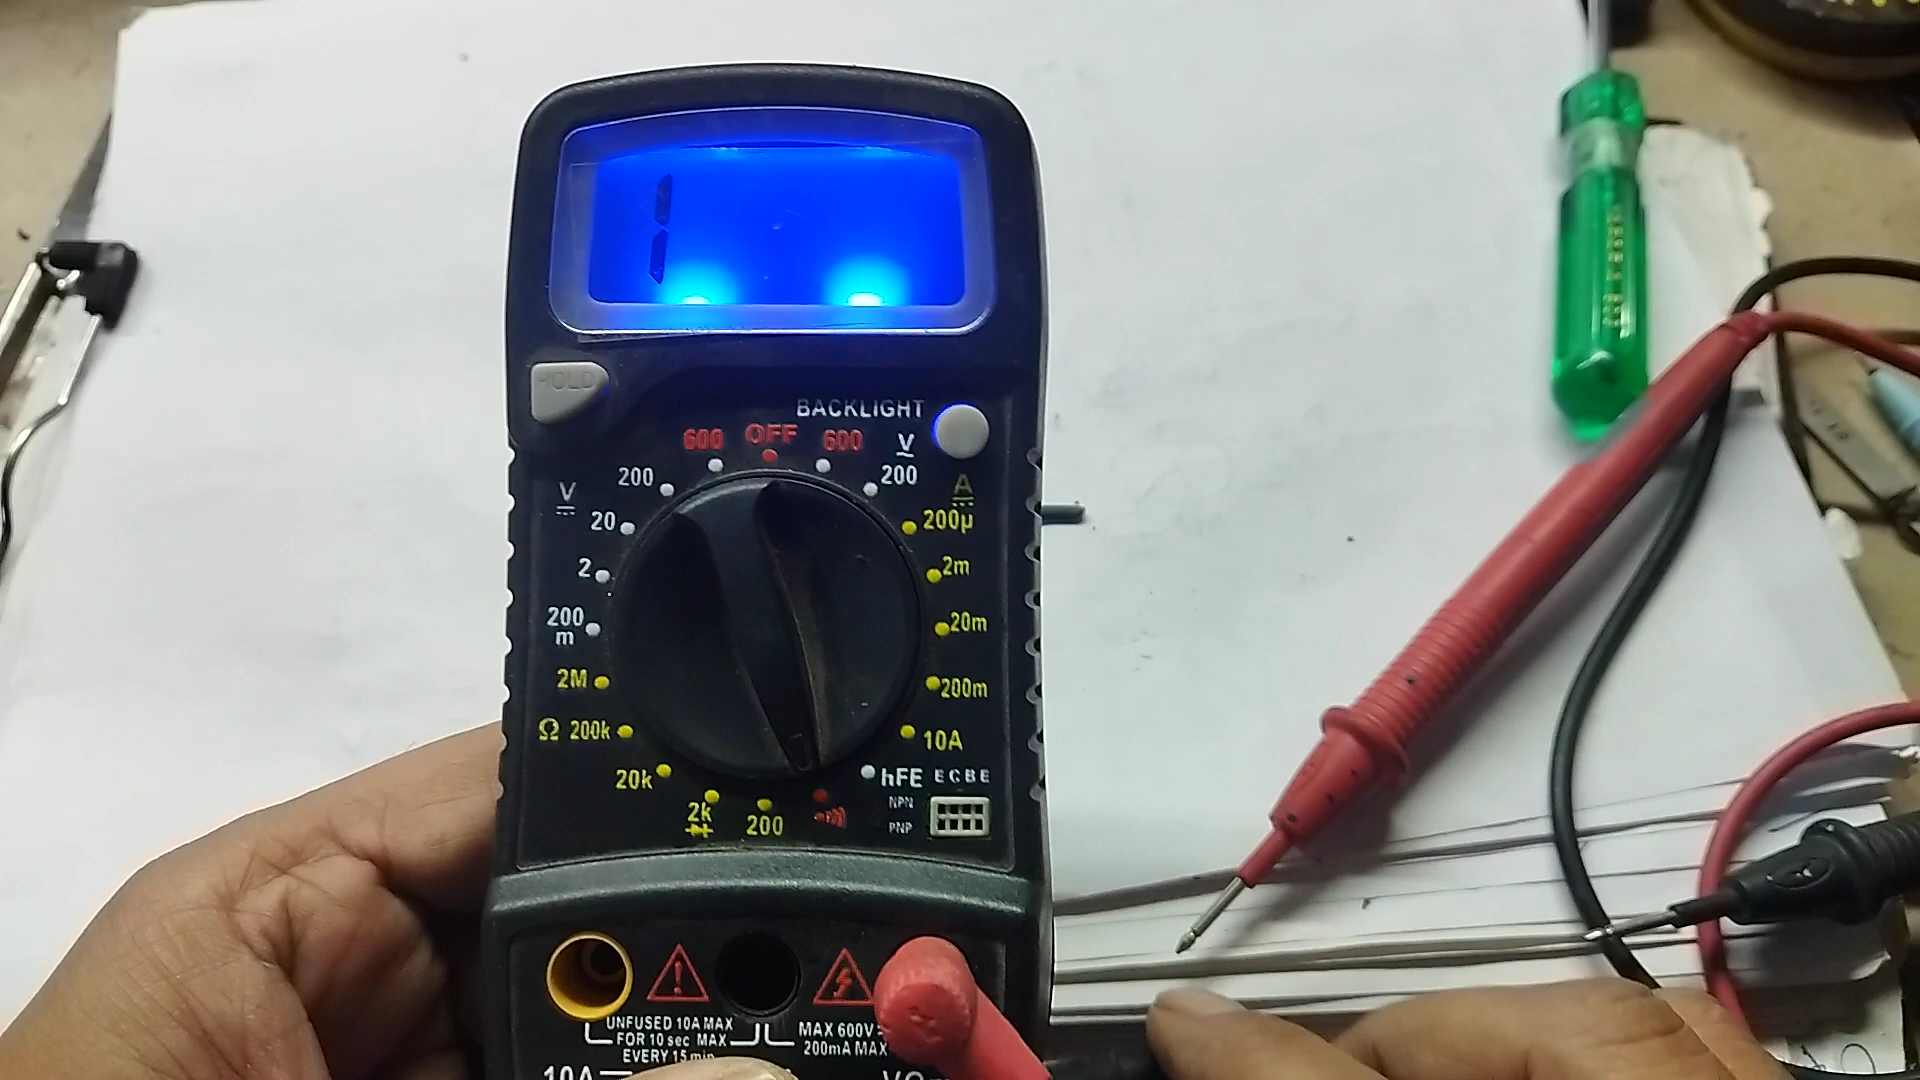 1
HOLD
BACKLIGHT
600 OFF 600 V
200 200
V A
20 200µ
2 2m
200
m 20m
2M 200m
Ω 200k 10A
20k hFE E C B E
2k 200 NPN
PNP
UNFUSED 10A MAX MAX 600V
FOR 10 sec MAX 200mA MAX
EVERY 15 min
10A